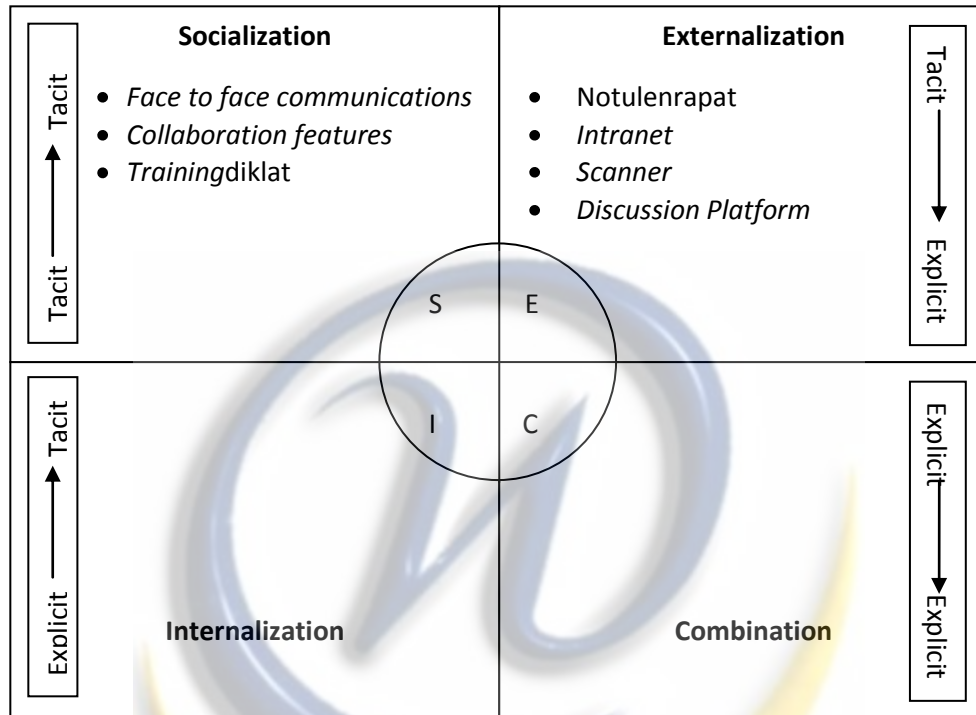 Socialization
• Face to face communications
• Collaboration features
• Trainingdiklat
Tacit
Tacit
Externalization
• Notulenrapat
• Intranet
• Scanner
• Discussion Platform
Tacit
Explicit
S
E
I
C
Explicit
Tacit
Internalization
Combination
Explicit
Explicit